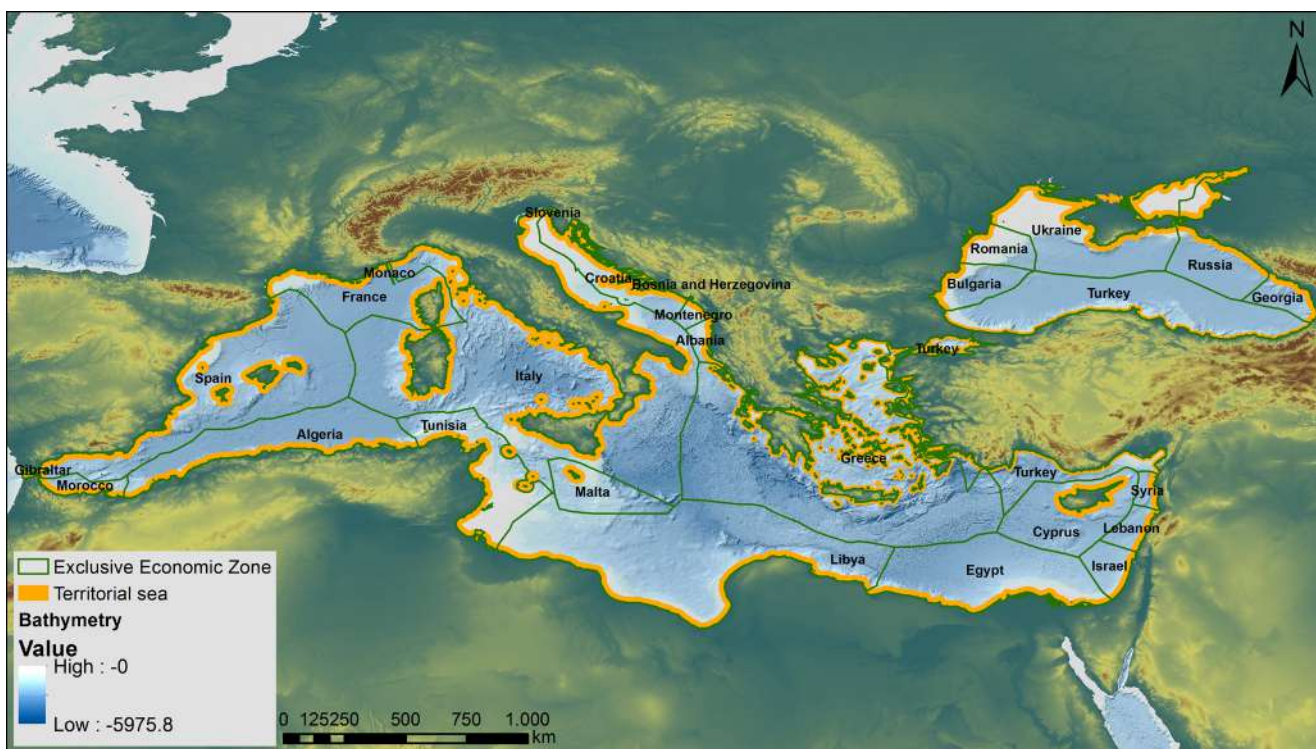 N
Slovenia
Ukraine
Romania
Croatia
Russia
Monaco
Bosnia and Herzegovina
Bulgaria
France
Turkey
Georgia
Montenegro
Albania
Turkey
Spain
Italy
Tunisia
Algeria
Greece
Gibraltar
Turkey
Morocco
Malta
Syria
Lebanon
Cyprus
Libya
Israel
Egypt
Exclusive Economic Zone
Territorial sea
Bathymetry
Value
High : -0
Low : -5975.8
0 125250 500 750 1.000
km